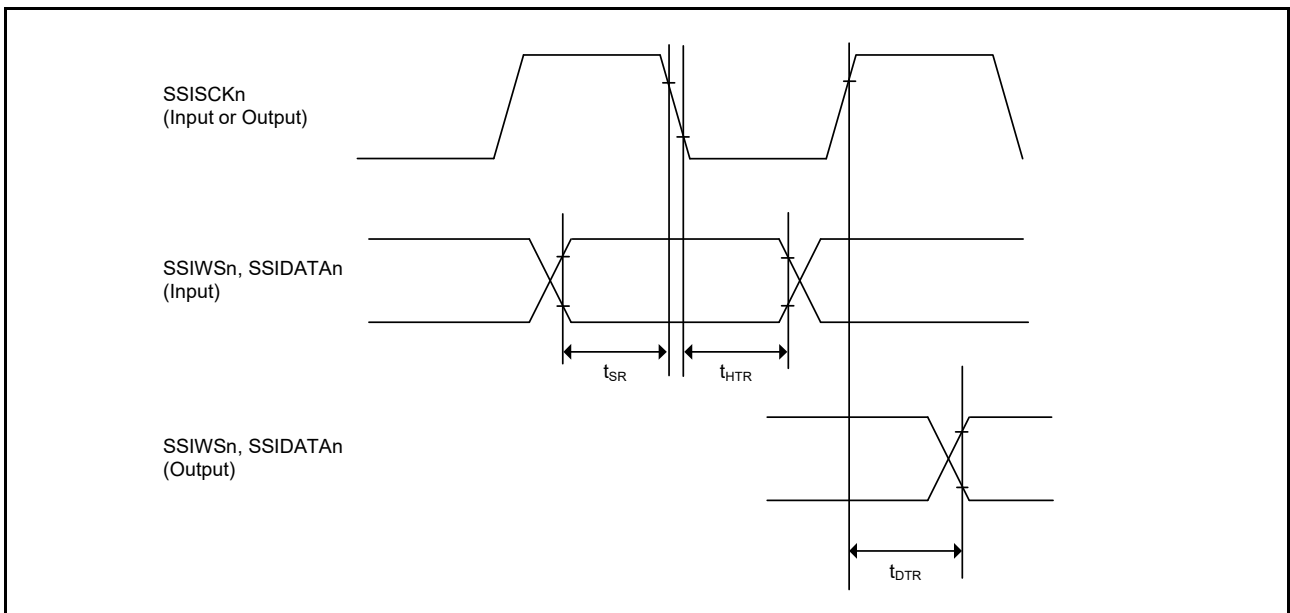 SSISCKn
(Input or Output)
SSIWSn, SSIDATAn
(Input)
tSR
tHTR
SSIWSn, SSIDATAn
(Output)
tDTR